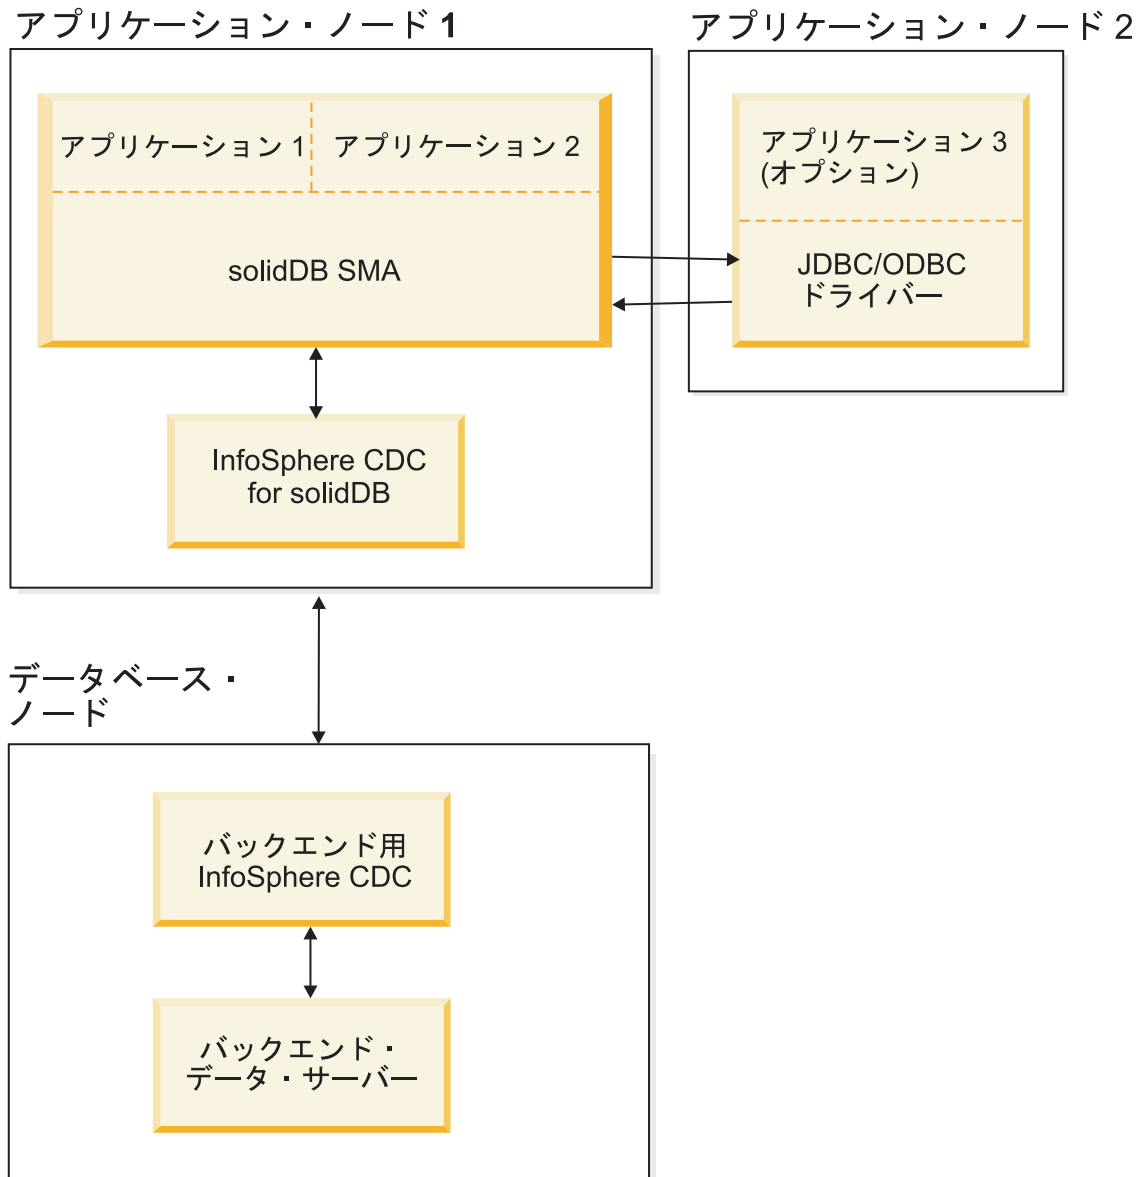 アプリケーション・ノード 1
アプリケーション・ノード 2
アプリケーション 1
アプリケーション 2
solidDB SMA
アプリケーション 3
(オプション)
JDBC/ODBC
ドライバー
InfoSphere CDC
for solidDB
データベース・
ノード
バックエンド用
InfoSphere CDC
バックエンド・
データ・サーバー